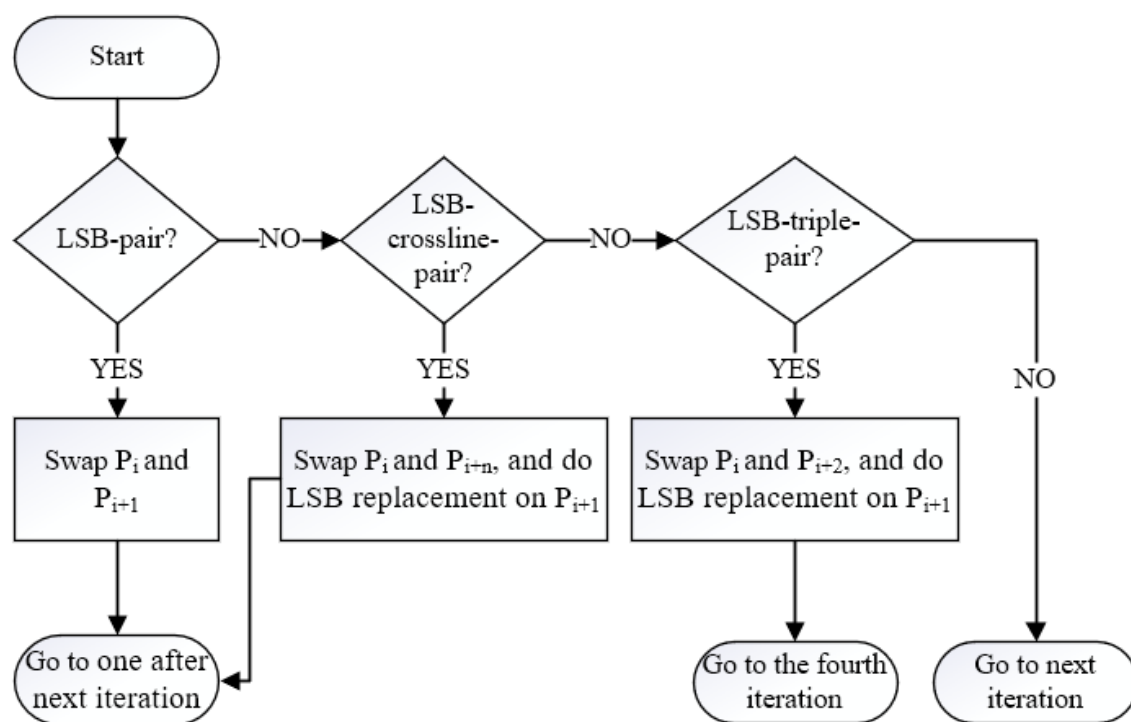 Start
LSB-pair?
NO
LSB-
crossline-
pair?
NO
LSB-triple-
pair?
YES
YES
YES
NO
Swap Pᵢ and
Pᵢ₊₁
Swap Pᵢ and Pᵢ₊ₙ, and do
LSB replacement on Pᵢ₊₁
Swap Pᵢ and Pᵢ₊₂, and do
LSB replacement on Pᵢ₊₁
Go to one after
next iteration
Go to the fourth
iteration
Go to next
iteration